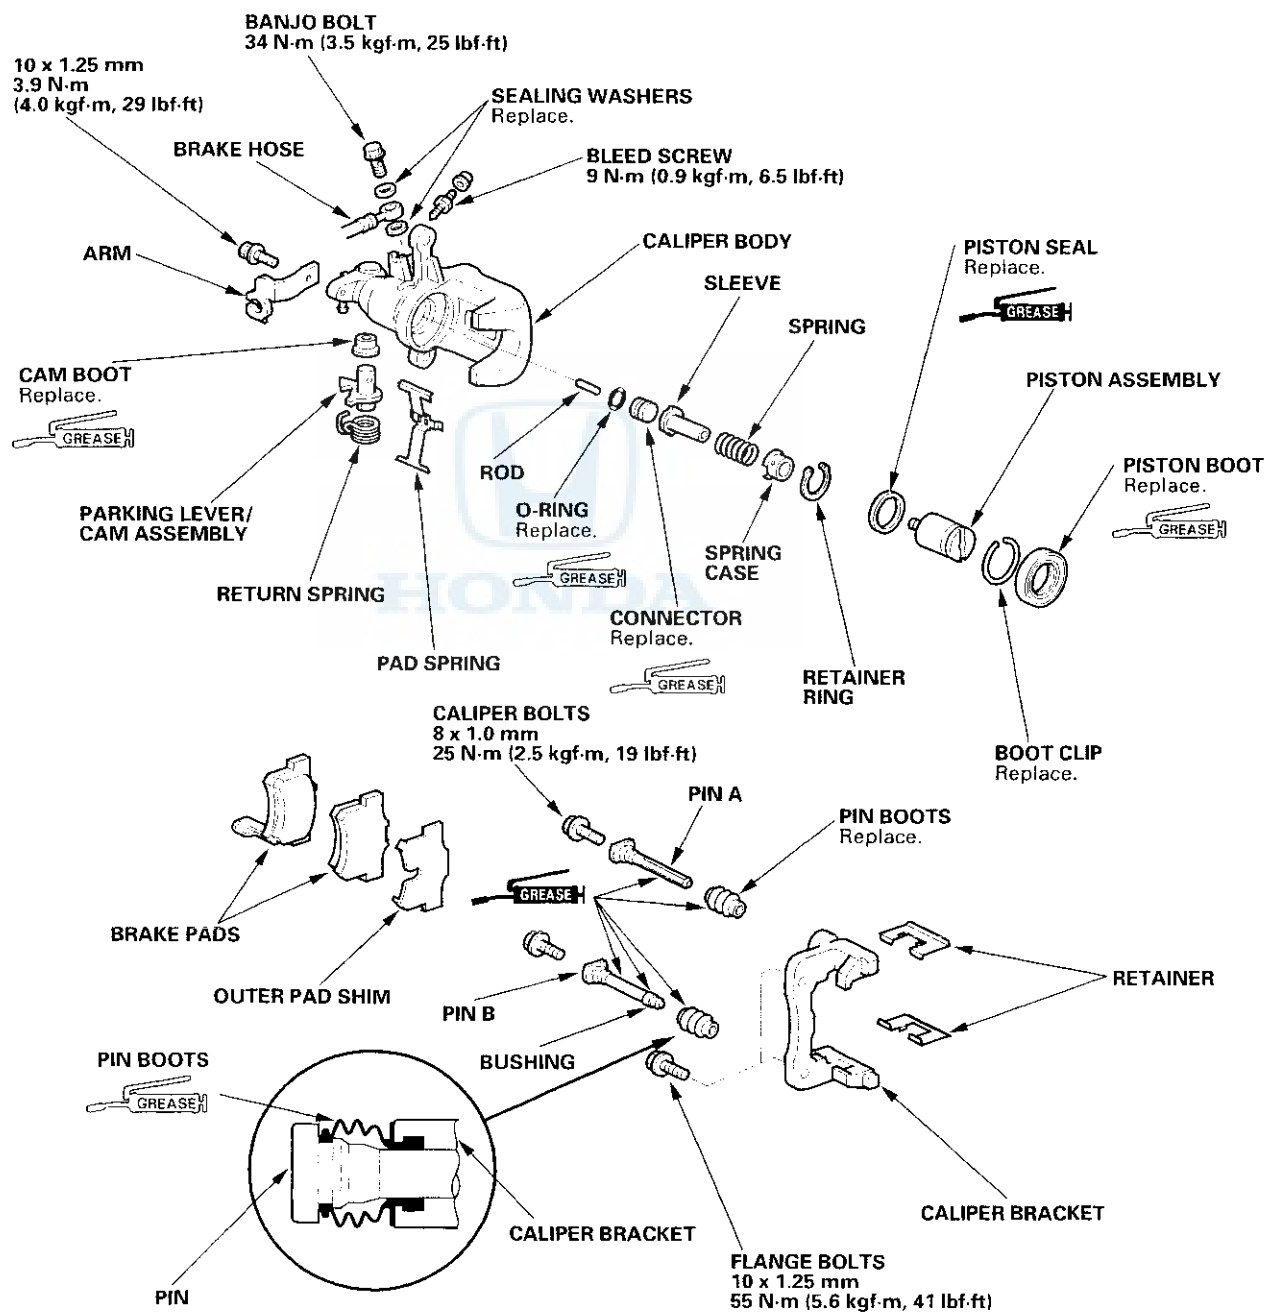 BANJO BOLT
34 N·m (3.5 kgf·m, 25 lbf·ft)
10 x 1.25 mm
3.9 N·m
(4.0 kgf·m, 29 lbf·ft)
SEALING WASHERS
Replace.
BRAKE HOSE
BLEED SCREW
9 N·m (0.9 kgf·m, 6.5 lbf·ft)
ARM
CALIPER BODY
PISTON SEAL
Replace.
GREASE
SLEEVE
SPRING
CAM BOOT
Replace.
GREASE
PISTON ASSEMBLY
ROD
PISTON BOOT
Replace.
GREASE
PARKING LEVER/
CAM ASSEMBLY
O-RING
Replace.
GREASE
SPRING
CASE
RETURN SPRING
HONDA
CONNECTOR
Replace.
GREASE
PAD SPRING
RETAINER
RING
CALIPER BOLTS
8 x 1.0 mm
25 N·m (2.5 kgf·m, 19 lbf·ft)
BOOT CLIP
Replace.
PIN A
PIN BOOTS
Replace.
GREASE
BRAKE PADS
OUTER PAD SHIM
PIN B
RETAINER
BUSHING
PIN BOOTS
GREASE
CALIPER BRACKET
CALIPER BRACKET
FLANGE BOLTS
10 x 1.25 mm
55 N·m (5.6 kgf·m, 41 lbf·ft)
PIN